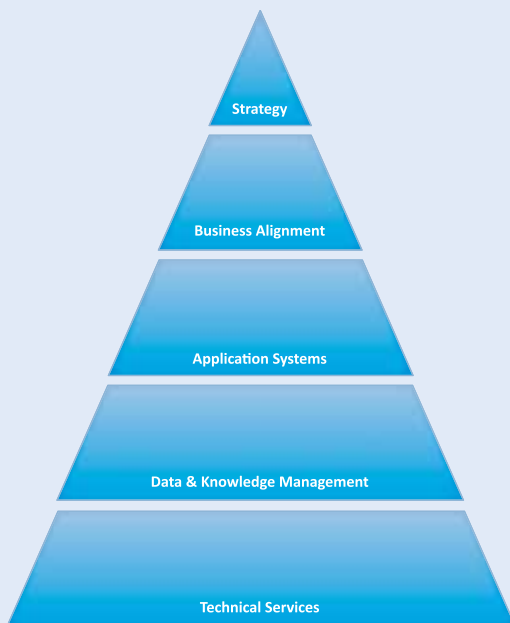 Strategy
Business Alignment
Application Systems
Data & Knowledge Management
Technical Services